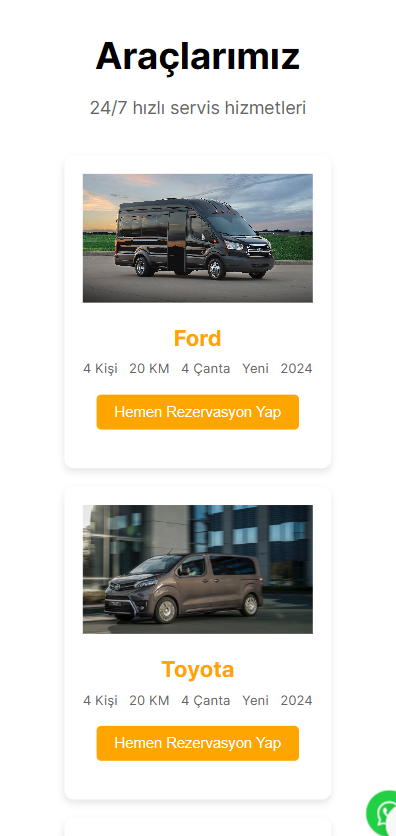 Araçlarımız
24/7 hızlı servis hizmetleri
Ford
4 Kişi 20 KM 4 Çanta Yeni 2024
Hemen Rezervasyon Yap
Toyota
4 Kişi 20 KM 4 Çanta Yeni 2024
Hemen Rezervasyon Yap